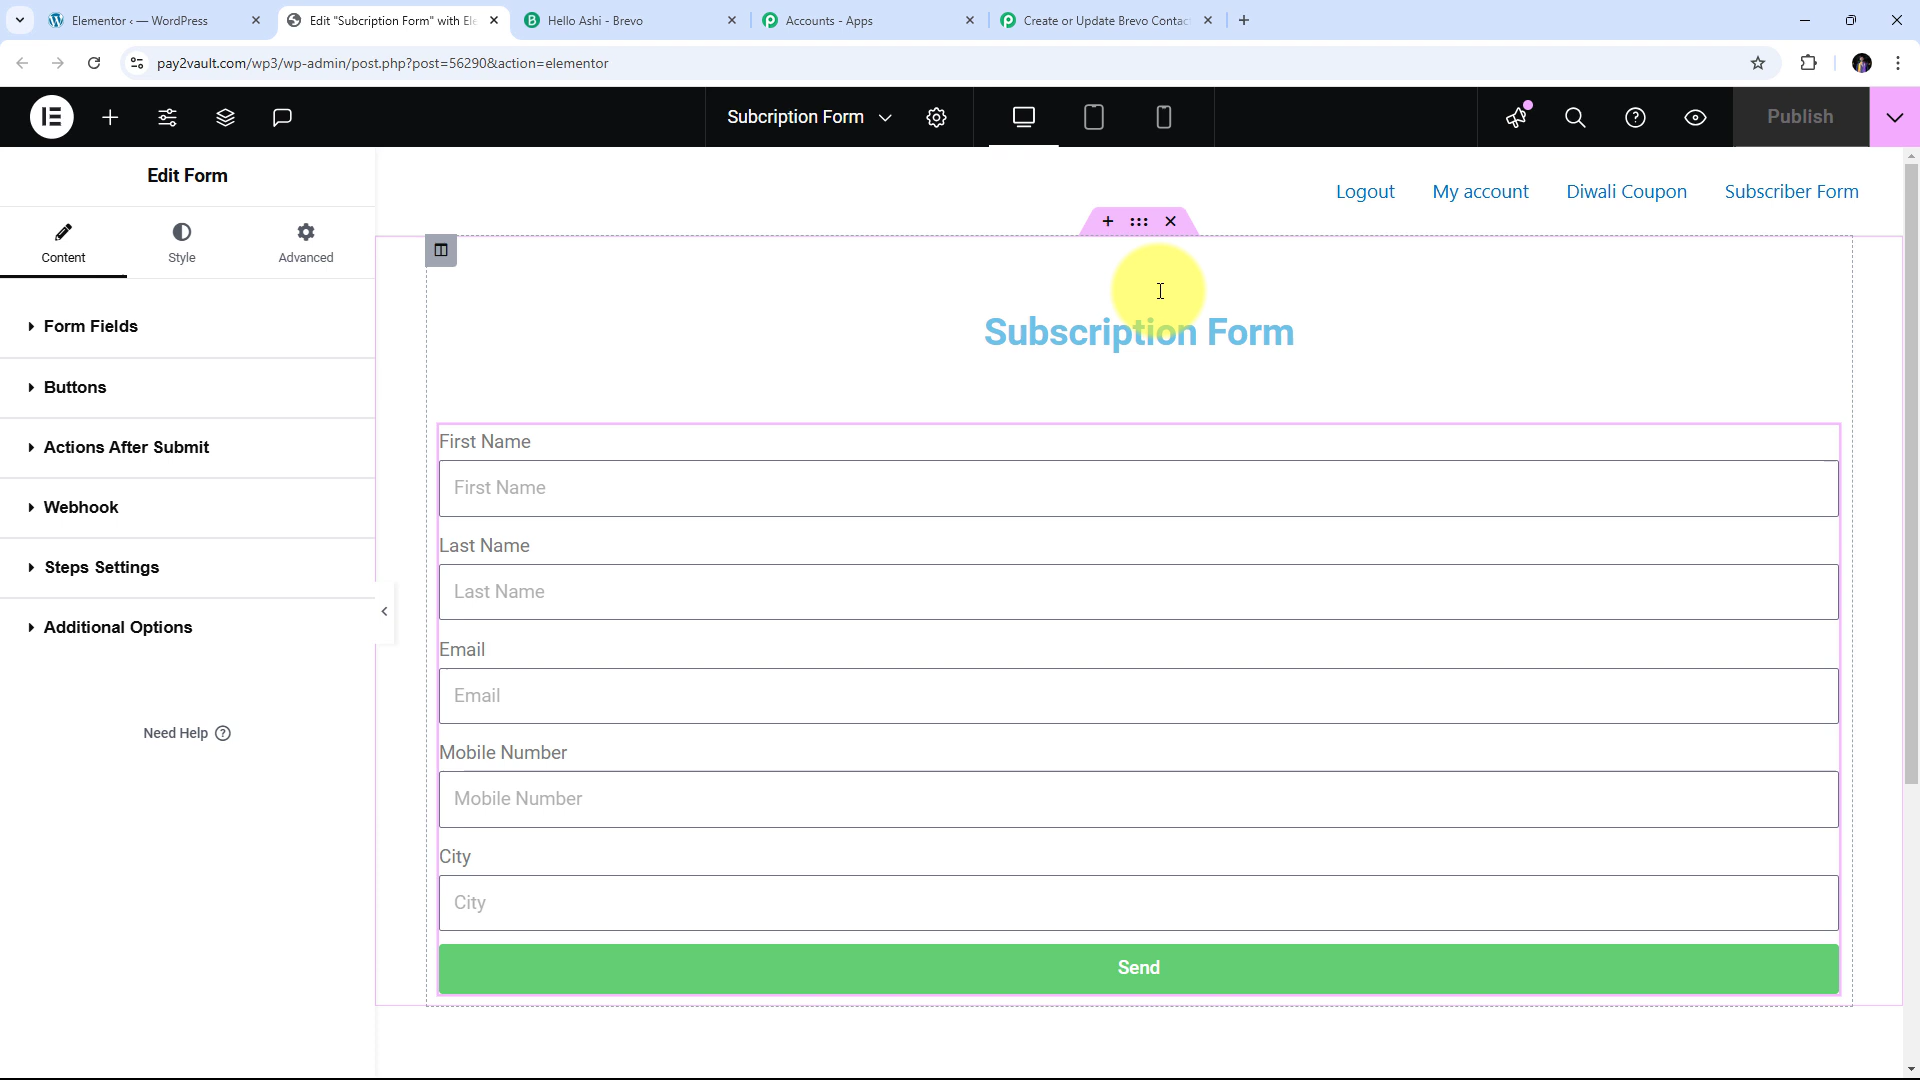 Elementor ‹ — WordPress
Edit "Subcription Form" with Ele
Hello Ashi - Brevo
Accounts - Apps
Create or Update Brevo Contac
pay2vault.com/wp3/wp-admin/post.php?post=56290&action=elementor
Subcription Form
Publish
Edit Form
Content
Style
Advanced
Form Fields
Buttons
Actions After Submit
Webhook
Steps Settings
Additional Options
Need Help
Logout
My account
Diwali Coupon
Subscriber Form
Subscription Form
First Name
First Name
Last Name
Last Name
Email
Email
Mobile Number
Mobile Number
City
City
Send